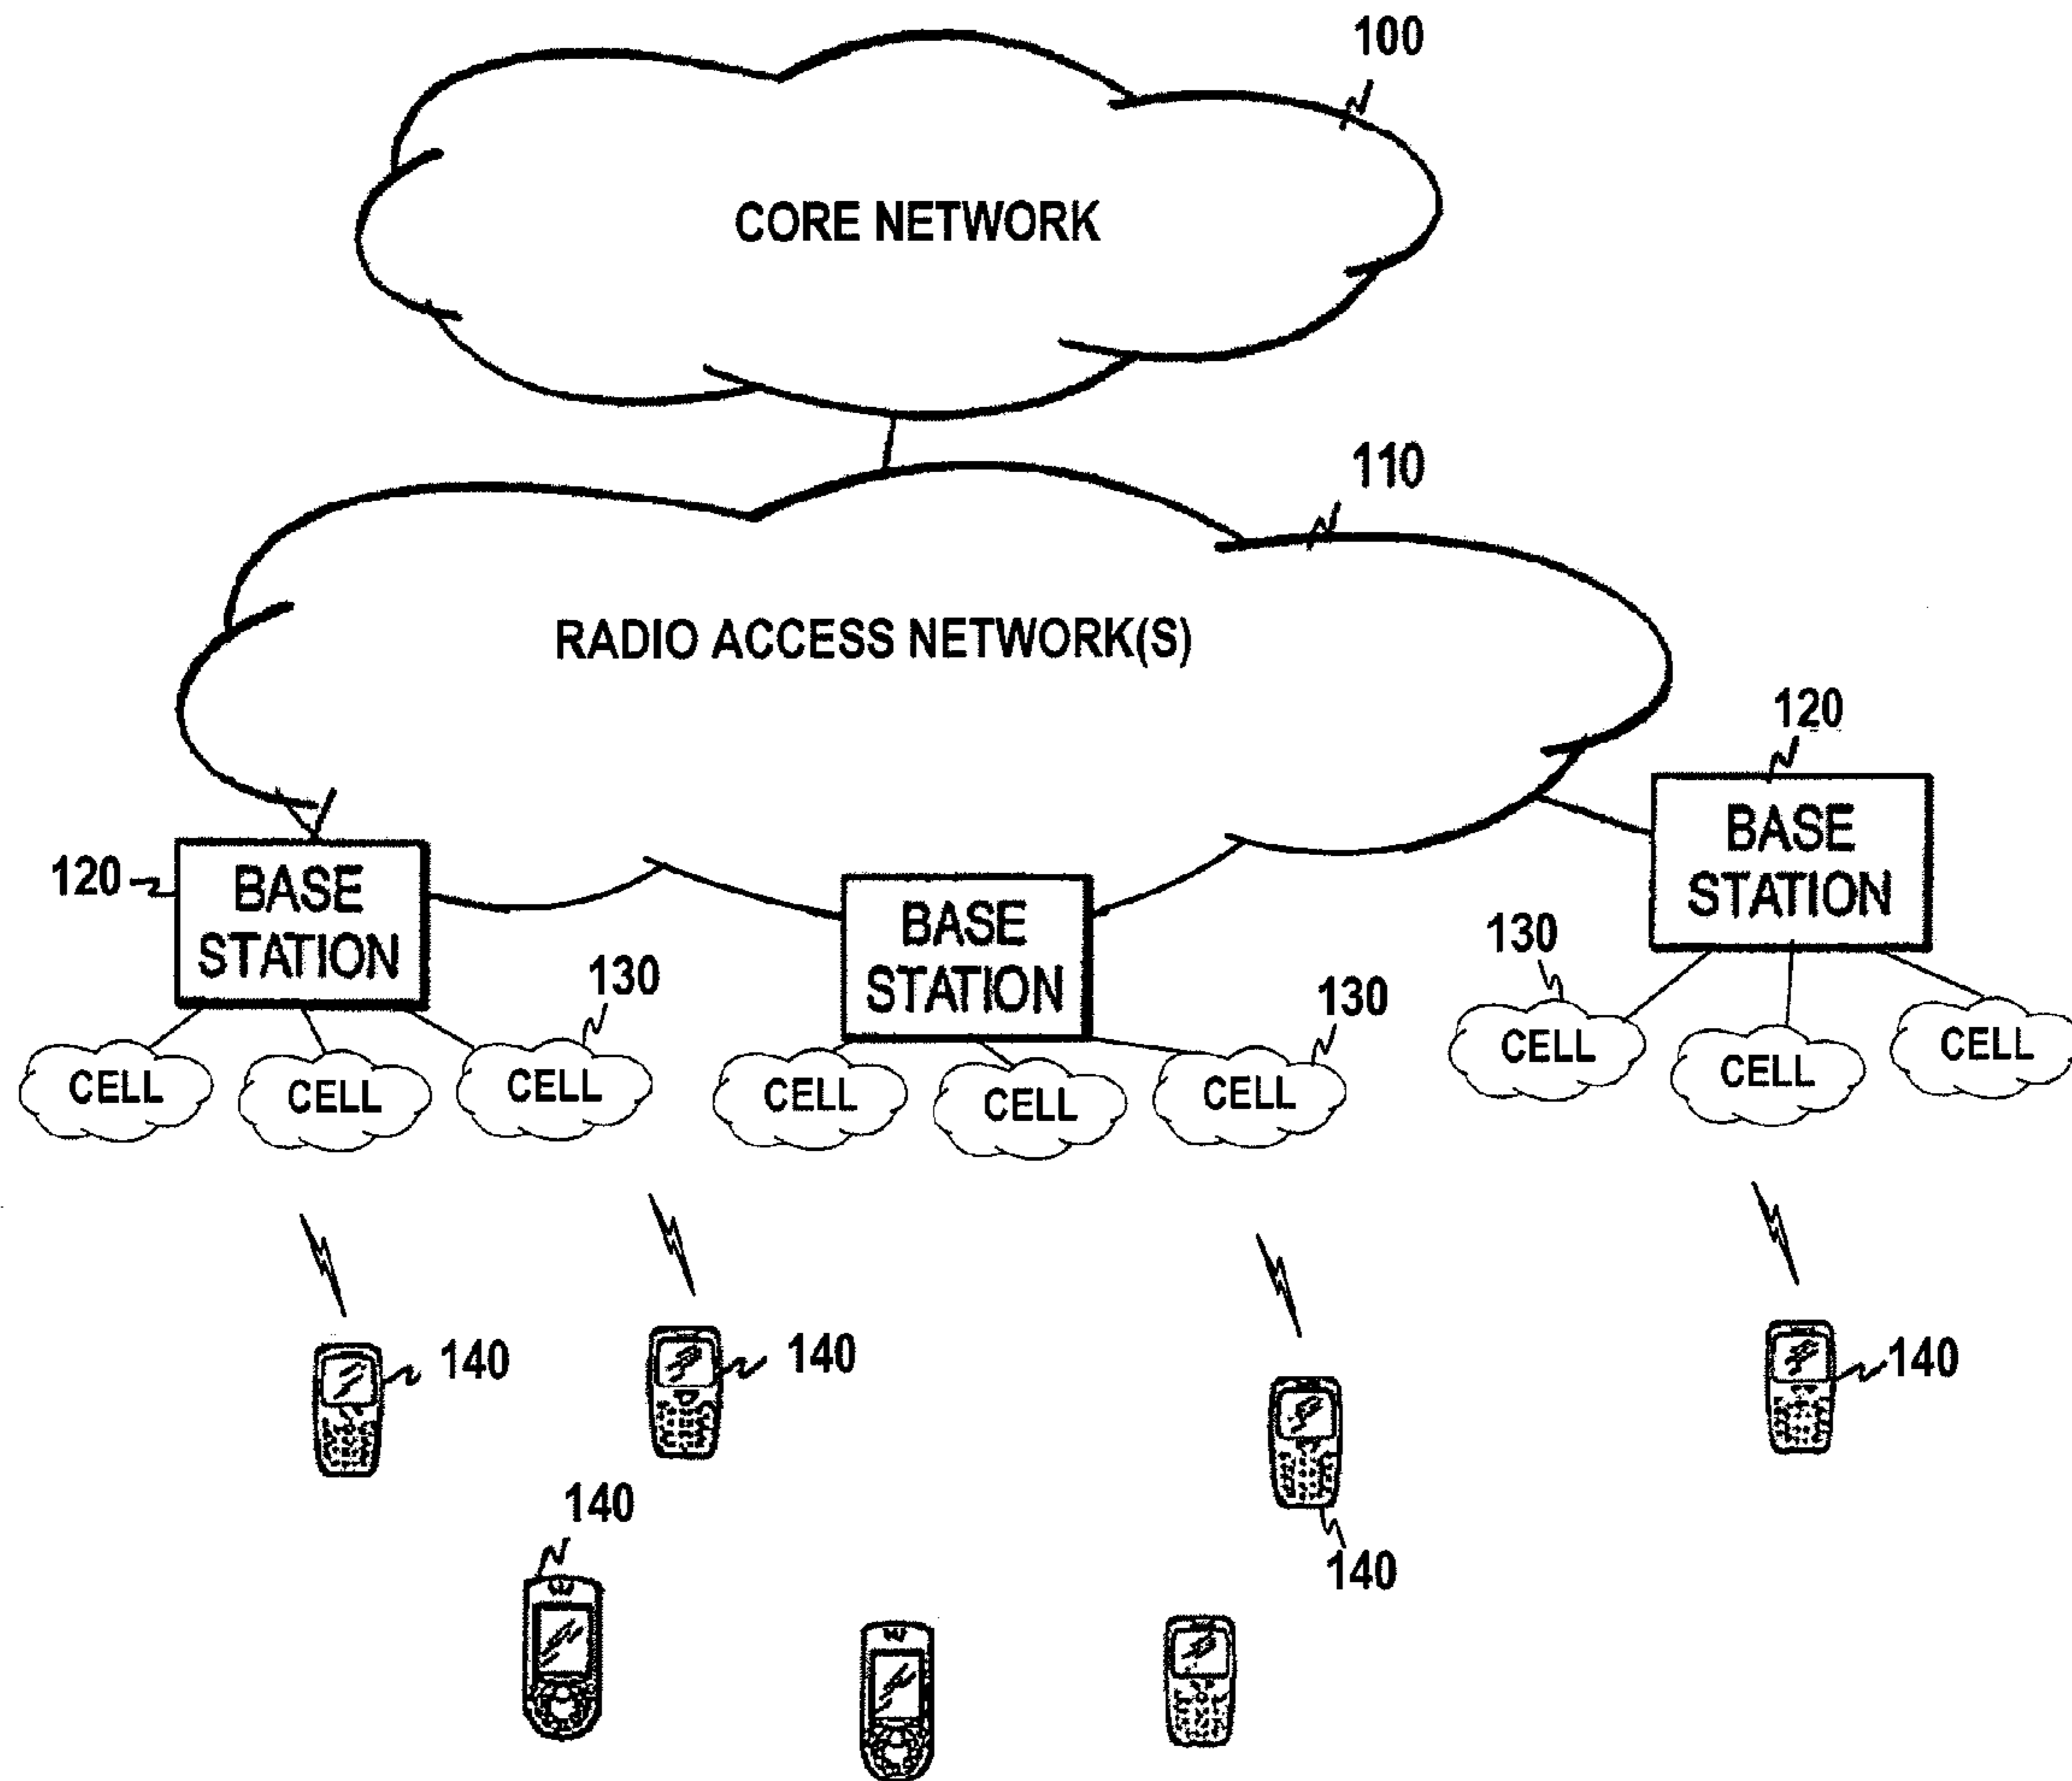 100
CORE NETWORK
110
RADIO ACCESS NETWORK(S)
120
BASE
STATION
120
BASE
STATION
BASE
STATION
130
130
130
CELL
CELL
CELL
CELL
CELL
CELL
CELL
CELL
CELL
140
140
140
140
140